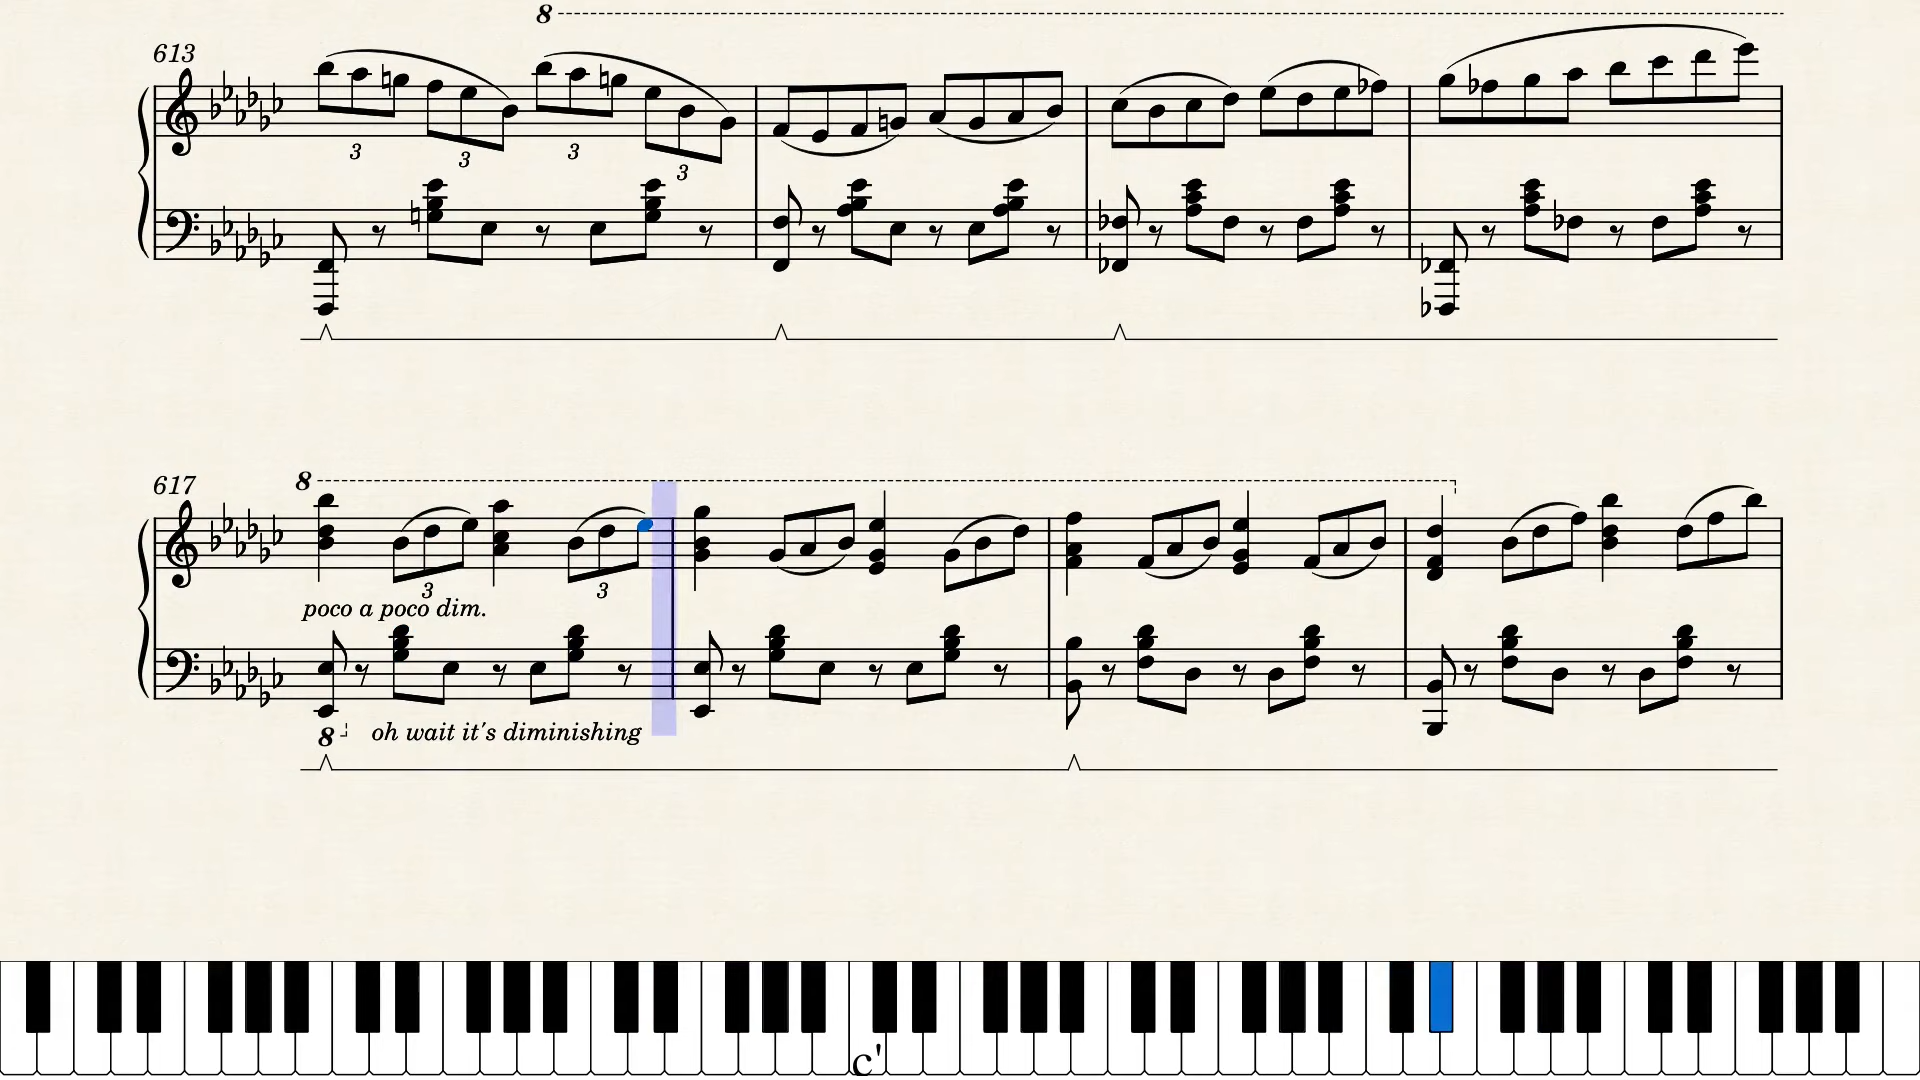 8
613
3 3 3 3
8
617
3 3
poco a poco dim.
8 oh wait it's diminishing
c'